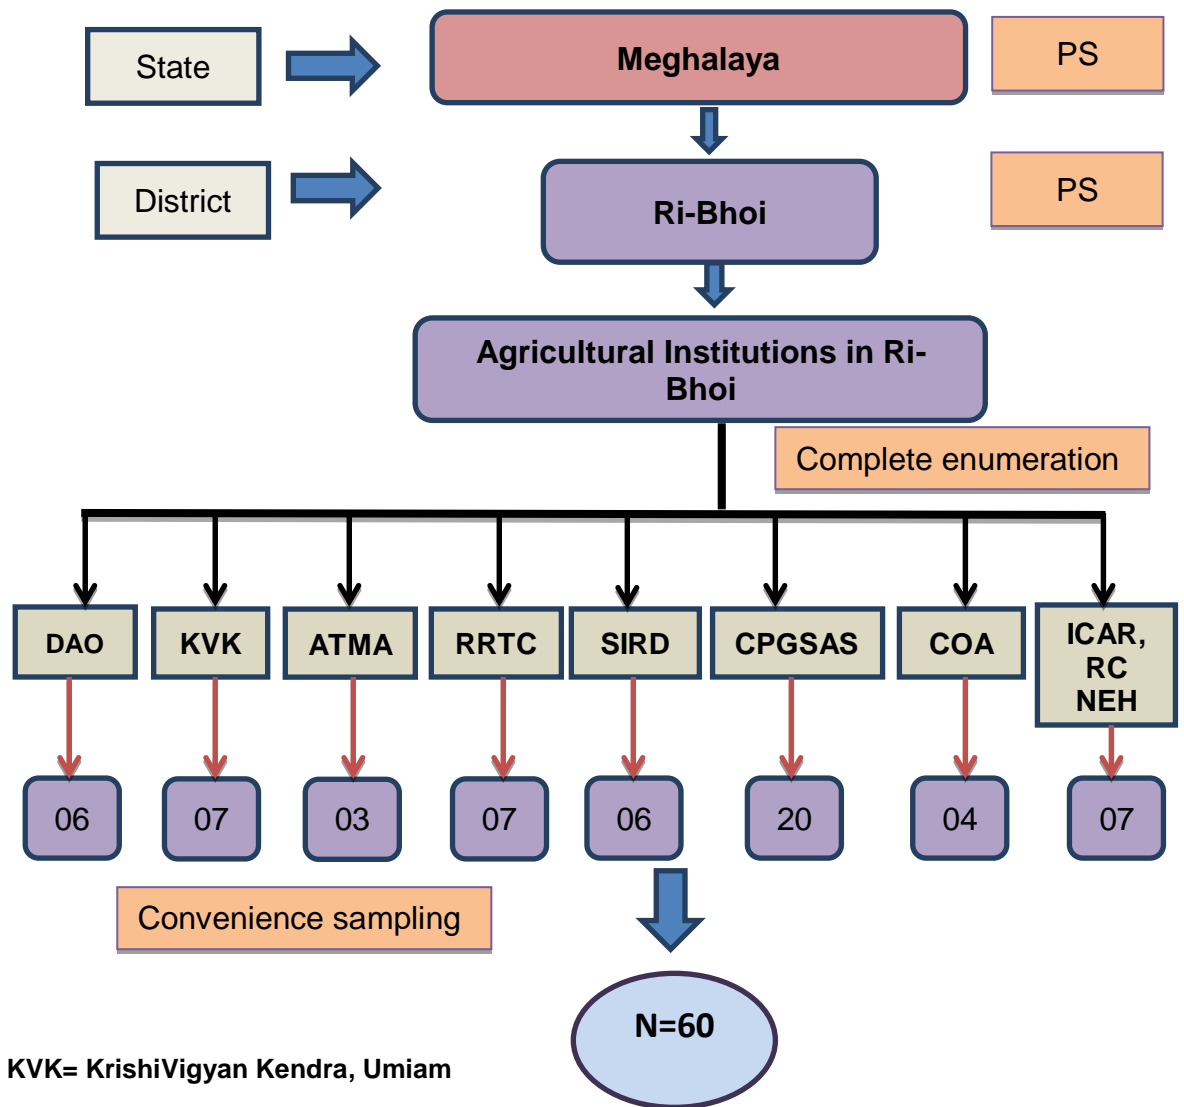 State
Meghalaya
PS
District
Ri-Bhoi
PS
Agricultural Institutions in Ri-
Bhoi
Complete enumeration
DAO
KVK
ATMA
RRTC
SIRD
CPGSAS
COA
ICAR,
RC
NEH
06
07
03
07
06
20
04
07
Convenience sampling
N=60
KVK= KrishiVigyan Kendra, Umiam